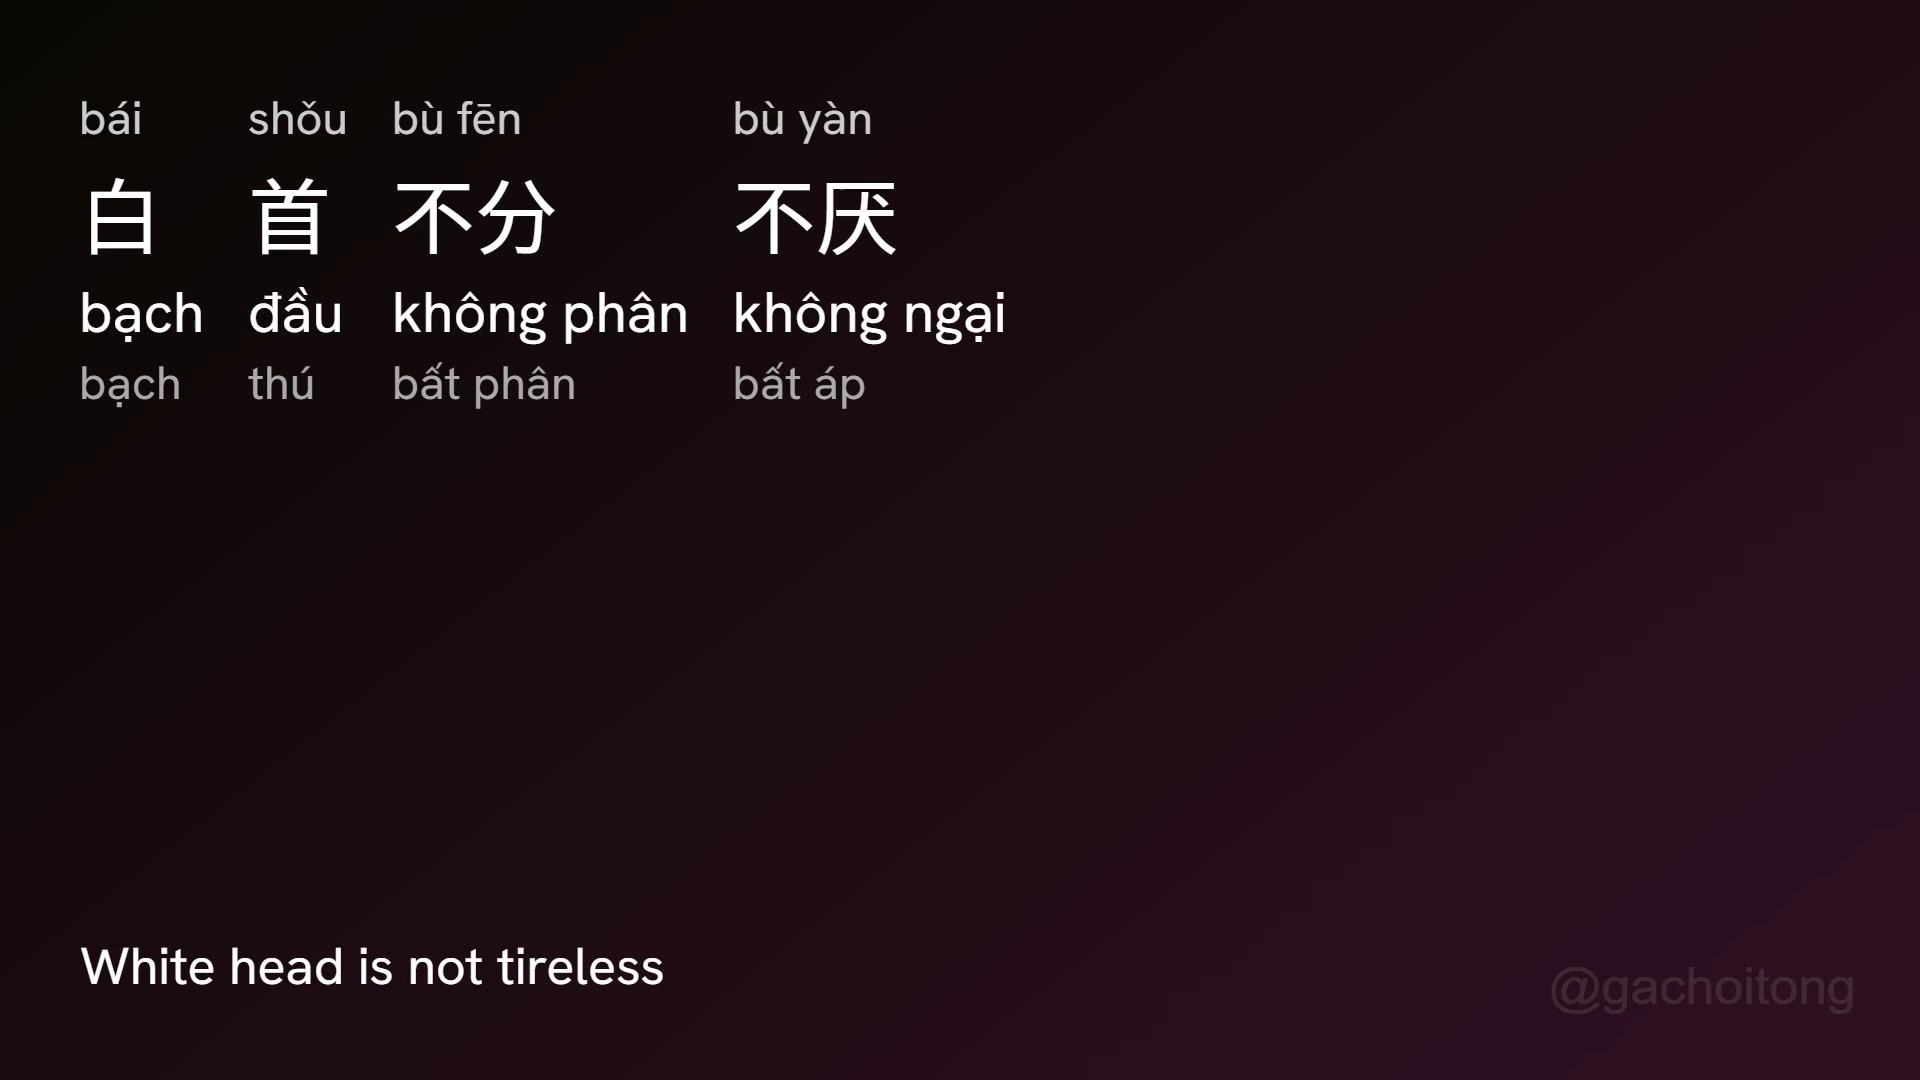 bái shǒu bù fēn bù yàn
白 首 不分 不厌
bạch đầu không phân không ngại
bạch thú bất phân bất áp
White head is not tireless
@gachoitong